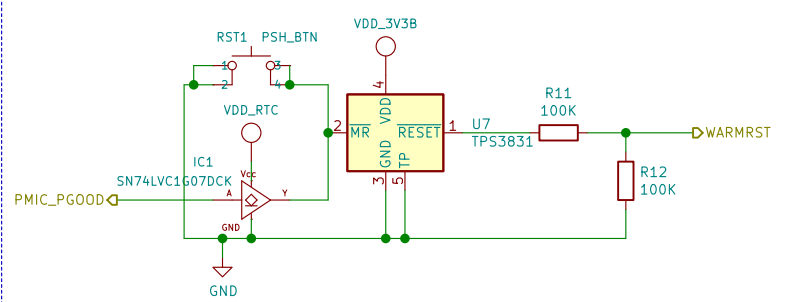 VDD_3V3B
RST1 PSH_BTN
1 3
2 4
4
VDD_RTC
R11
100K
2 MR VDD RESET 1 U7
TPS3831
WARMRST
GND TP
IC1
Vcc
SN74LVC1G07DCK
3 5
R12
100K
PMIC_PGOOD A Y
GND
GND